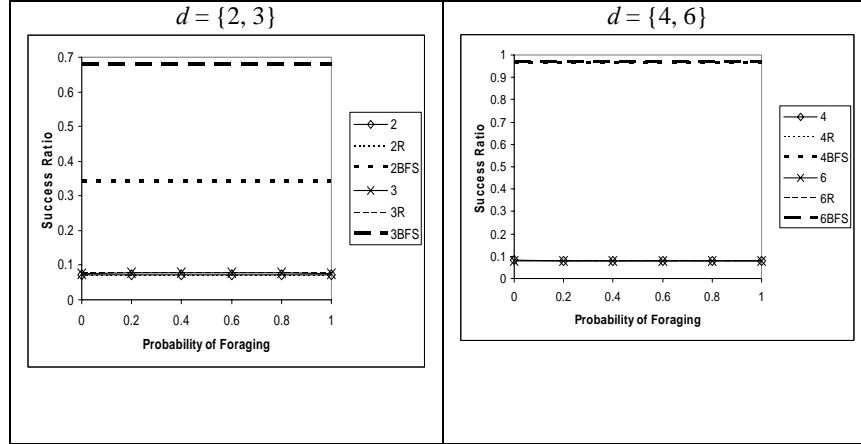 d = {2, 3}
0.7
0.6
0.5
0.4
0.3
0.2
0.1
0
Success Ratio
0 0.2 0.4 0.6 0.8 1
Probability of Foraging
2
2R
2BFS
3
3R
3BFS
d = {4, 6}
1
0.9
0.8
0.7
0.6
0.5
0.4
0.3
0.2
0.1
0
Success Ratio
0 0.2 0.4 0.6 0.8 1
Probability of Foraging
4
4R
4BFS
6
6R
6BFS